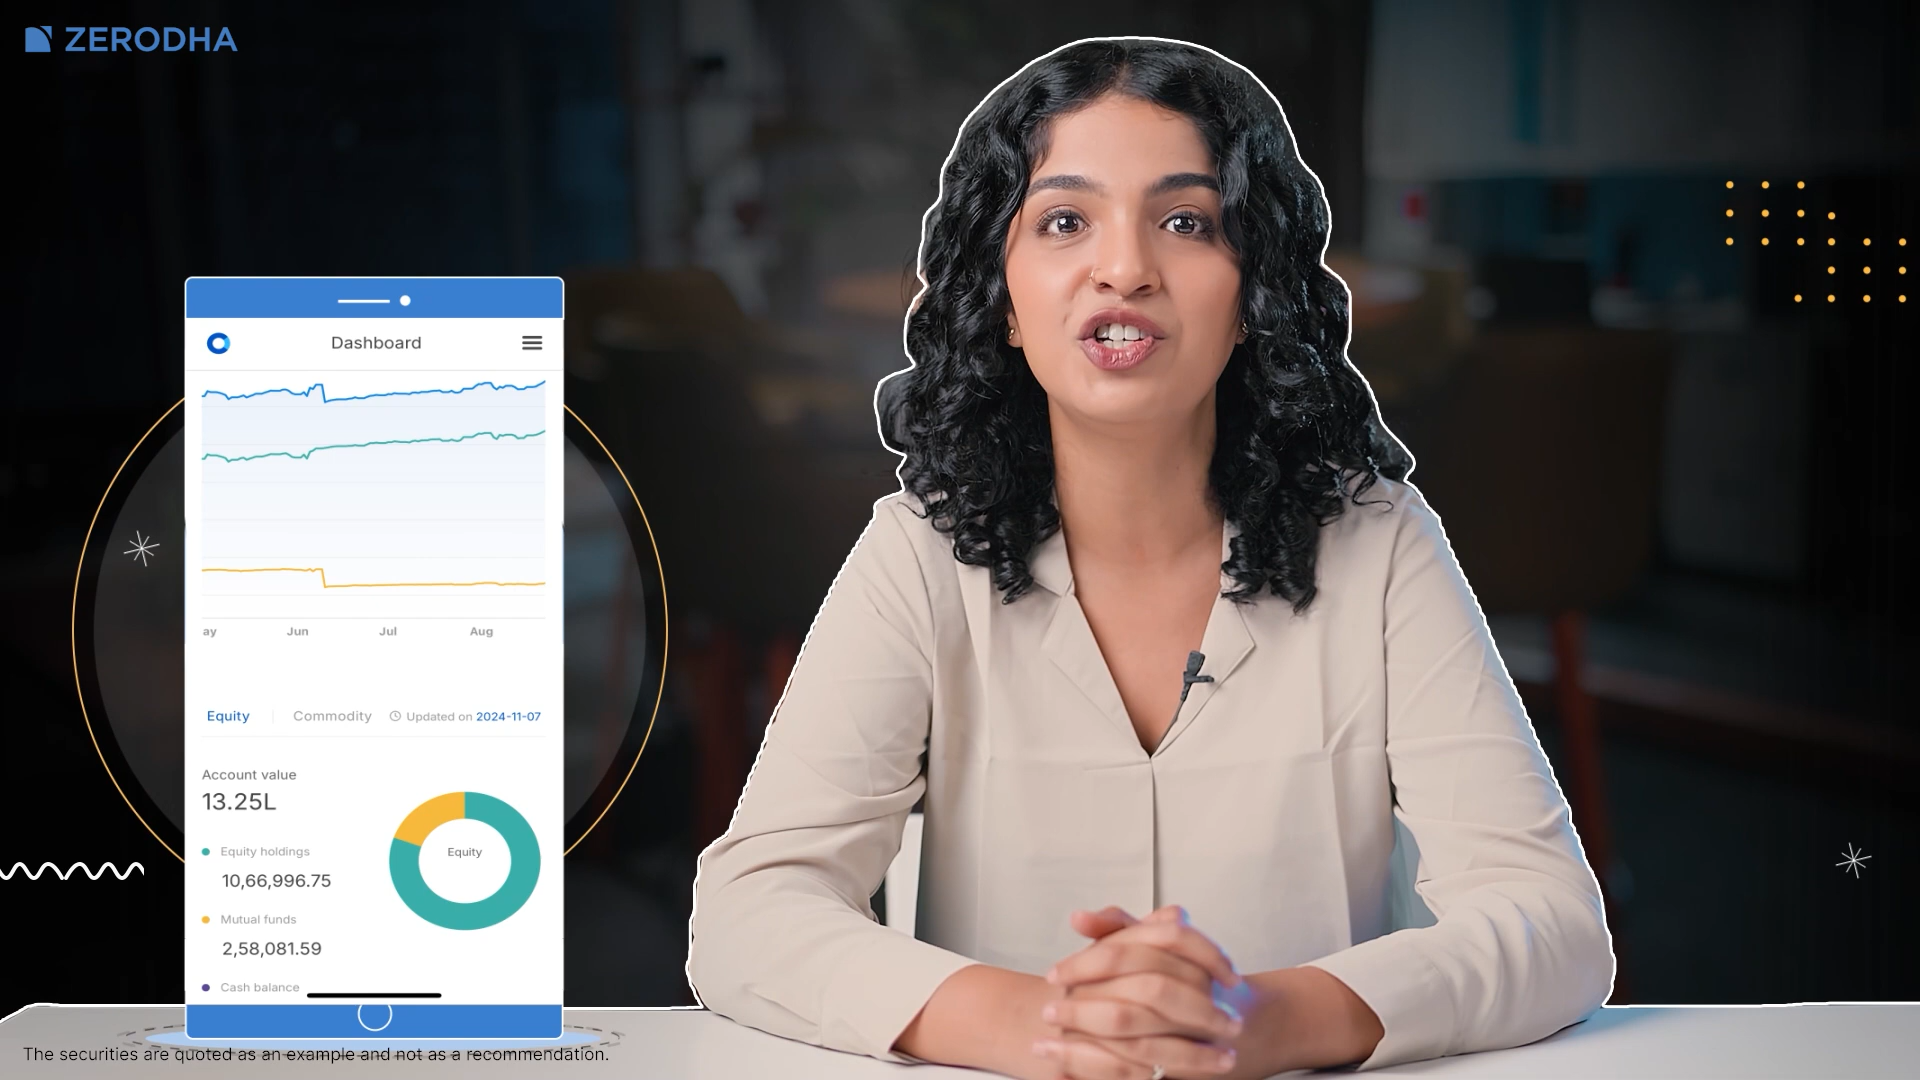 ZERODHA
Dashboard
ay Jun Jul Aug
Equity Commodity Updated on 2024-11-07
Account value
13.25L
Equity holdings
10,66,996.75
Equity
Mutual funds
2,58,081.59
Cash balance
The securities are quoted as an example and not as a recommendation.